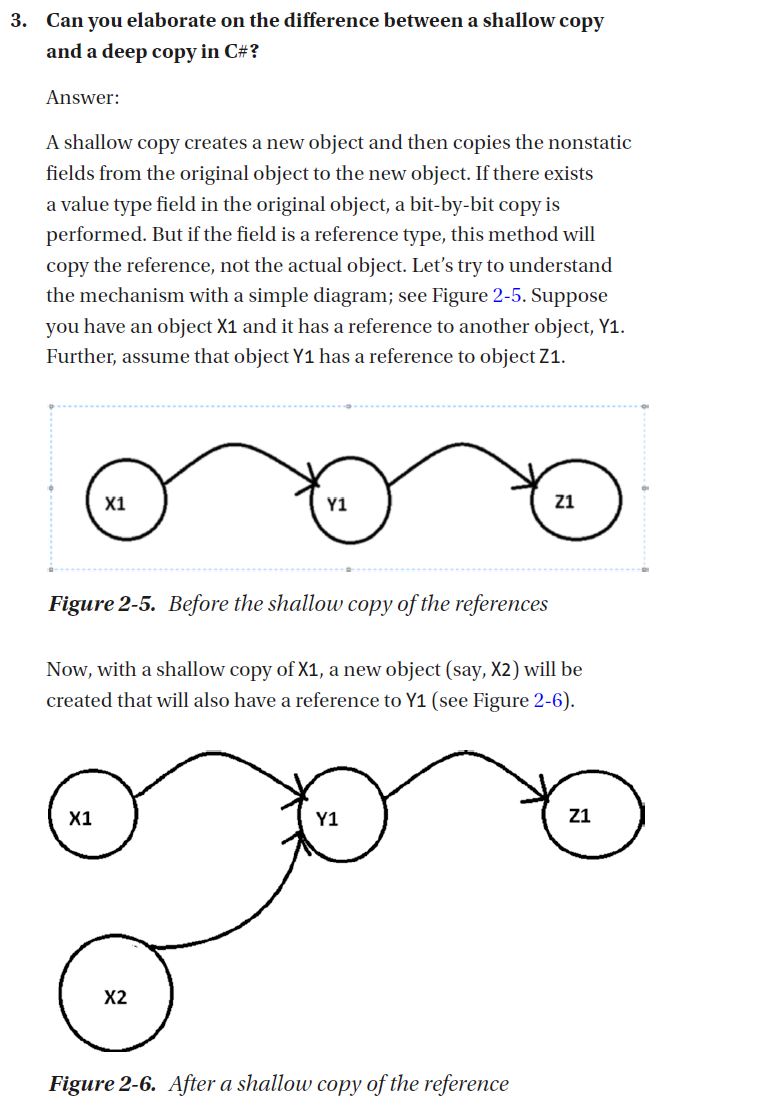 3. Can you elaborate on the difference between a shallow copy
and a deep copy in C#?
Answer:
A shallow copy creates a new object and then copies the nonstatic
fields from the original object to the new object. If there exists
a value type field in the original object, a bit-by-bit copy is
performed. But if the field is a reference type, this method will
copy the reference, not the actual object. Let’s try to understand
the mechanism with a simple diagram; see Figure 2-5. Suppose
you have an object X1 and it has a reference to another object, Y1.
Further, assume that object Y1 has a reference to object Z1.
X1 Y1 Z1
Figure 2-5. Before the shallow copy of the references
Now, with a shallow copy of X1, a new object (say, X2) will be
created that will also have a reference to Y1 (see Figure 2-6).
X1 Y1 Z1
X2
Figure 2-6. After a shallow copy of the reference